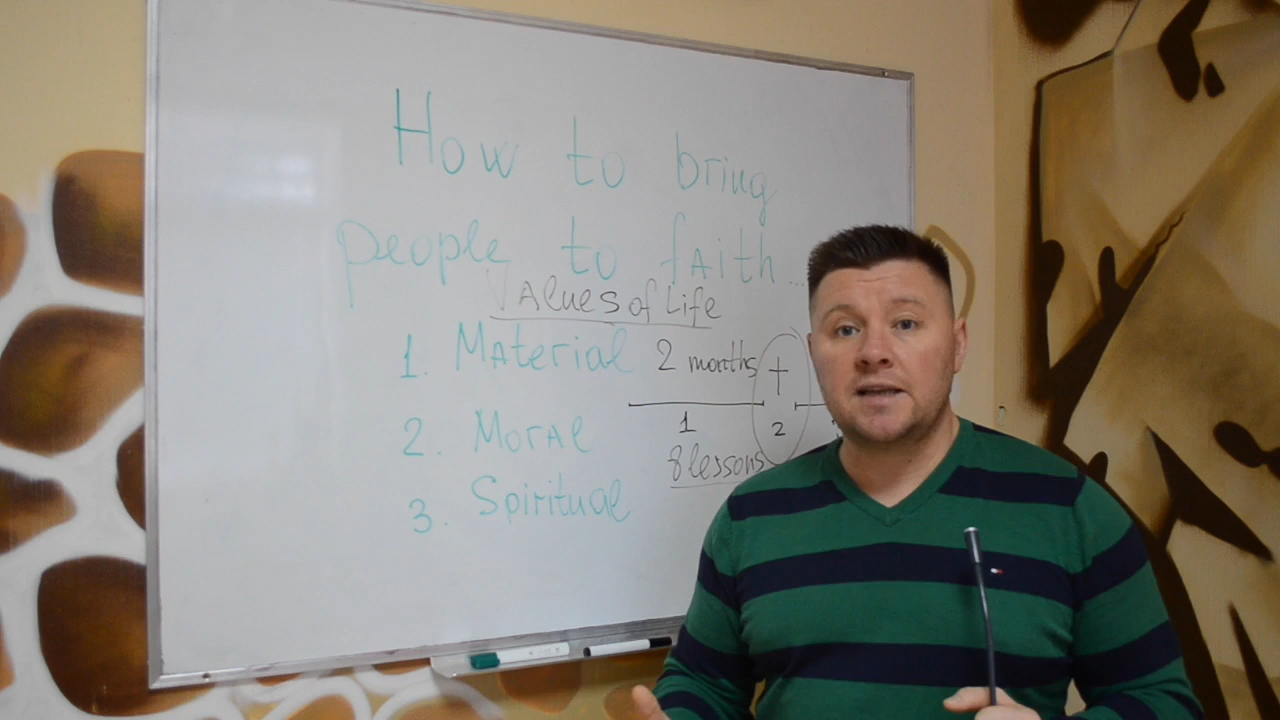 How to bring
people to fAith...
VAlues of Life
1. MAteriAl 2 months +
1 2
2. MorAl
8 lessons
3. Spiritual